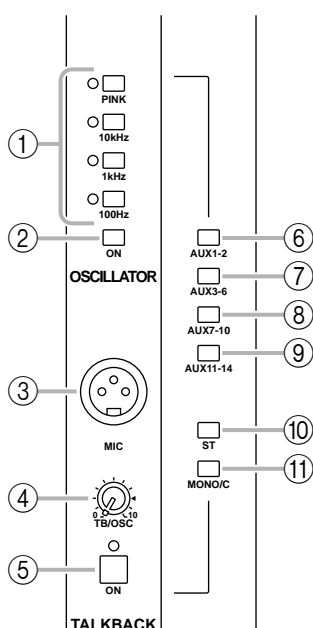 PINK
10kHz
1kHz
100Hz
ON
OSCILLATOR
MIC
0 10
TB/OSC
ON
TALKBACK
AUX1-2
AUX3-6
AUX7-10
AUX11-14
ST
MONO/C
1
2
3
4
5
6
7
8
9
10
11